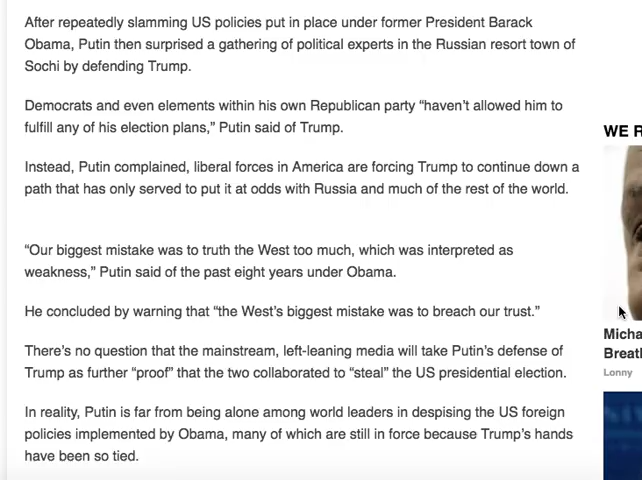 After repeatedly slamming US policies put in place under former President Barack
Obama, Putin then surprised a gathering of political experts in the Russian resort town of
Sochi by defending Trump.
Democrats and even elements within his own Republican party “haven’t allowed him to
fulfill any of his election plans,” Putin said of Trump.
Instead, Putin complained, liberal forces in America are forcing Trump to continue down a
path that has only served to put it at odds with Russia and much of the rest of the world.
“Our biggest mistake was to truth the West too much, which was interpreted as
weakness,” Putin said of the past eight years under Obama.
He concluded by warning that “the West’s biggest mistake was to breach our trust.”
There’s no question that the mainstream, left-leaning media will take Putin’s defense of
Trump as further “proof” that the two collaborated to “steal” the US presidential election.
In reality, Putin is far from being alone among world leaders in despising the US foreign
policies implemented by Obama, many of which are still in force because Trump’s hands
have been so tied.
WE R
Micha
Breat
Lonny